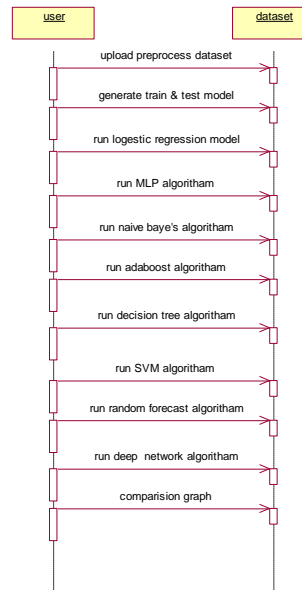 user
dataset
upload preprocess dataset
generate train & test model
run logestic regression model
run MLP algoritham
run naive baye's algoritham
run adaboost algoritham
run decision tree algoritham
run SVM algoritham
run random forecast algoritham
run deep network algoritham
comparision graph